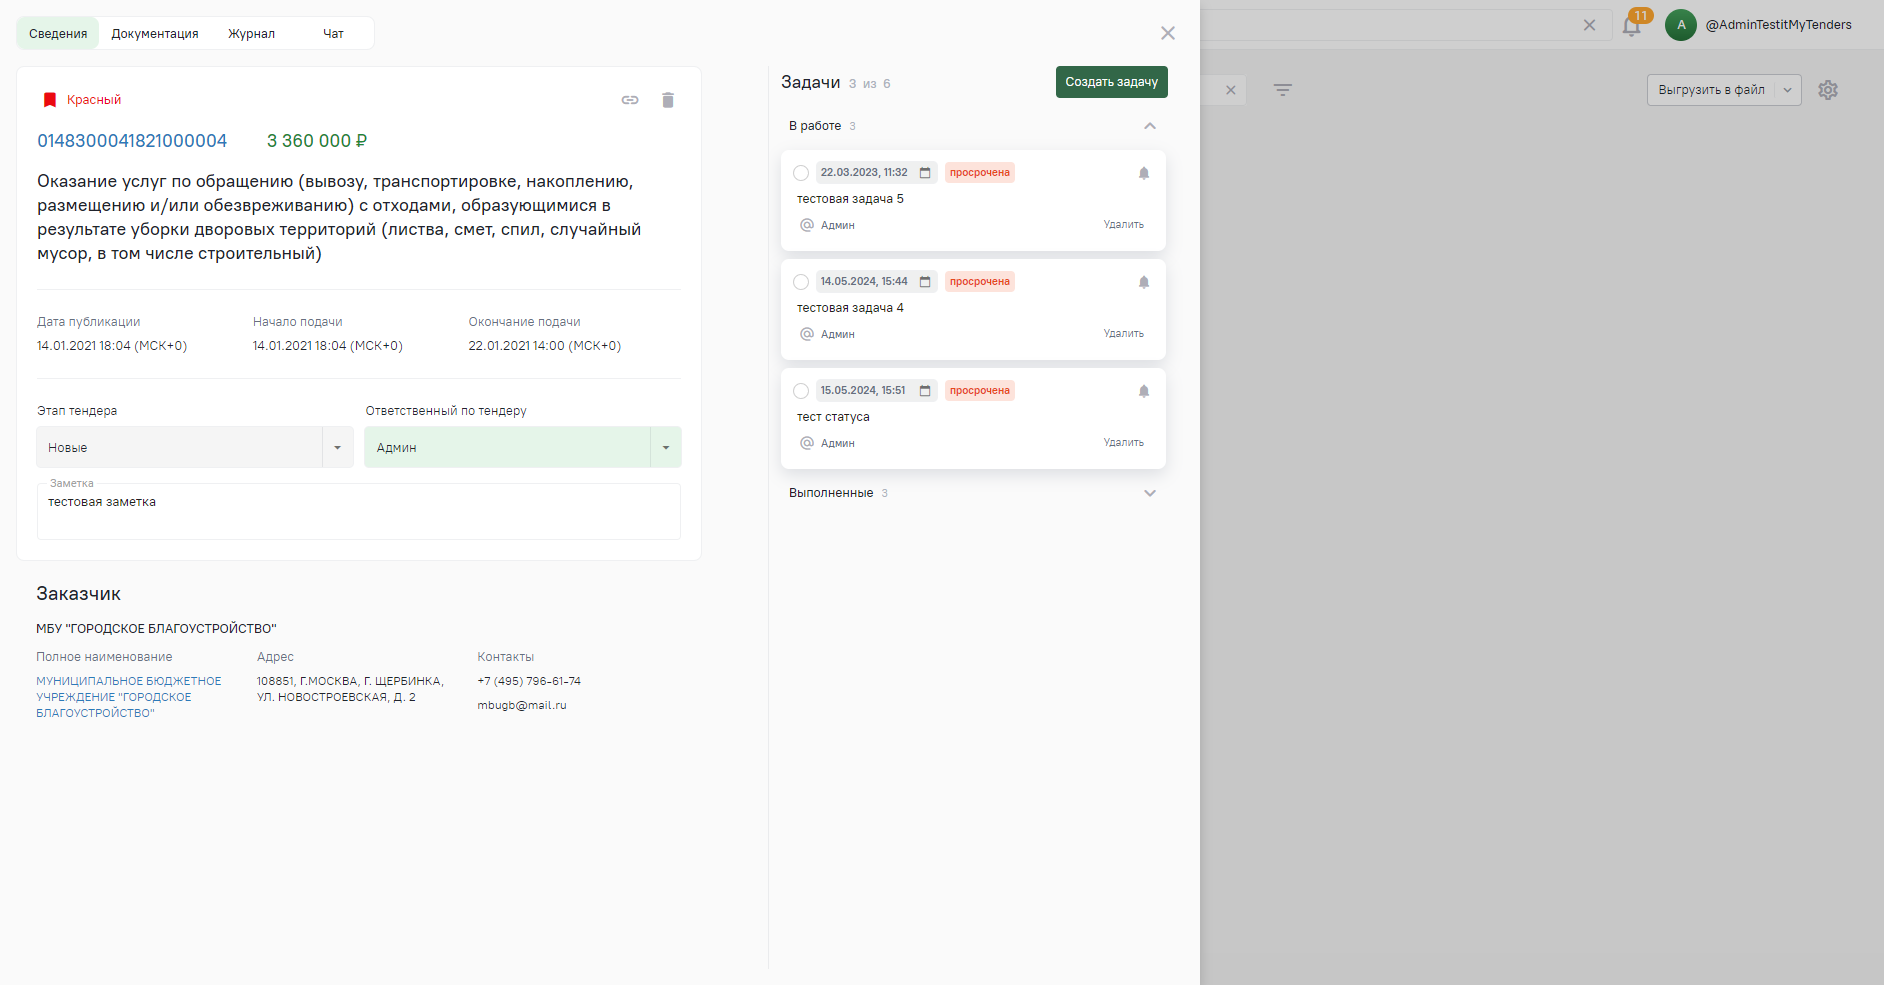 Сведения
Документация
Журнал
Чат
Красный
0148300041821000004
3 360 000 ₽
Оказание услуг по обращению (вывозу, транспортировке, накоплению,
размещению и/или обезвреживанию) с отходами, образующимися в
результате уборки дворовых территорий (листва, смет, спил, случайный
мусор, в том числе строительный)
Дата публикации
14.01.2021 18:04 (МСК+0)
Начало подачи
14.01.2021 18:04 (МСК+0)
Окончание подачи
22.01.2021 14:00 (МСК+0)
Этап тендера
Новые
Ответственный по тендеру
Админ
Заметка
тестовая заметка
Заказчик
МБУ "ГОРОДСКОЕ БЛАГОУСТРОЙСТВО"
Полное наименование
МУНИЦИПАЛЬНОЕ БЮДЖЕТНОЕ
УЧРЕЖДЕНИЕ "ГОРОДСКОЕ
БЛАГОУСТРОЙСТВО"
Адрес
108851, Г.МОСКВА, Г. ЩЕРБИНКА,
УЛ. НОВОСТРОЕВСКАЯ, Д. 2
Контакты
+7 (495) 796-61-74
mbugb@mail.ru
Задачи 3 из 6
Создать задачу
В работе 3
22.03.2023, 11:32 просрочена
тестовая задача 5
Админ
Удалить
14.05.2024, 15:44 просрочена
тестовая задача 4
Админ
Удалить
15.05.2024, 15:51 просрочена
тест статуса
Админ
Удалить
Выполненные 3
11
A
@AdminTestitMyTenders
Выгрузить в файл